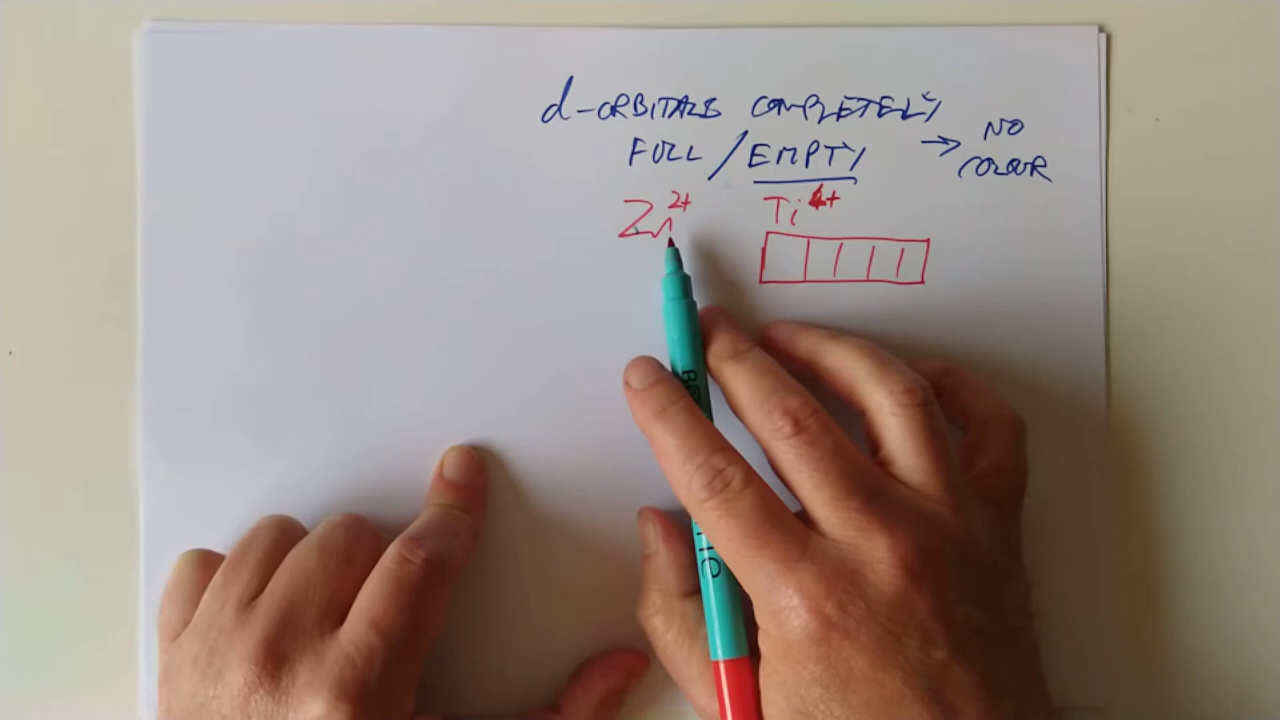 d-ORBITALS COMPLETELY
FULL / EMPTY → NO COLOUR
Zn²⁺ Ti⁴⁺